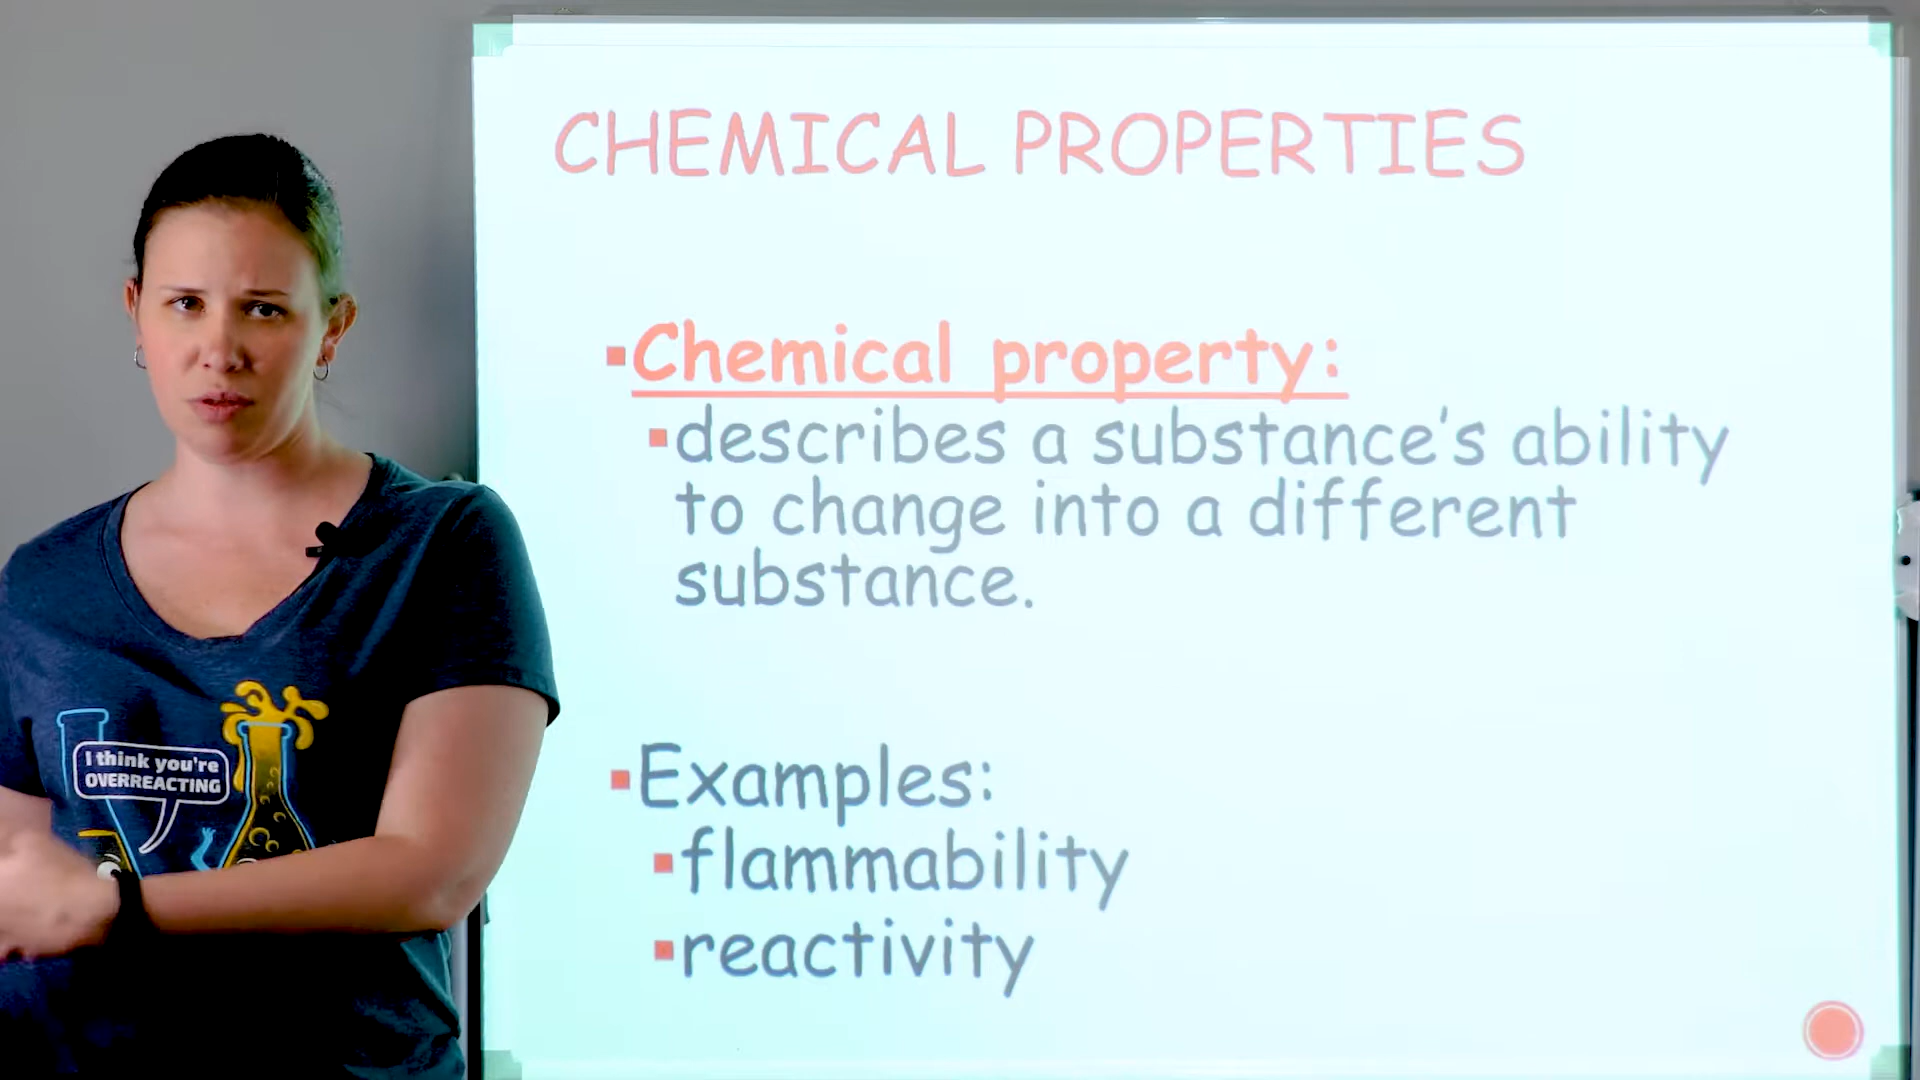 CHEMICAL PROPERTIES
Chemical property:
describes a substance's ability
to change into a different
substance.
Examples:
flammability
reactivity
I think you're
OVERREACTING